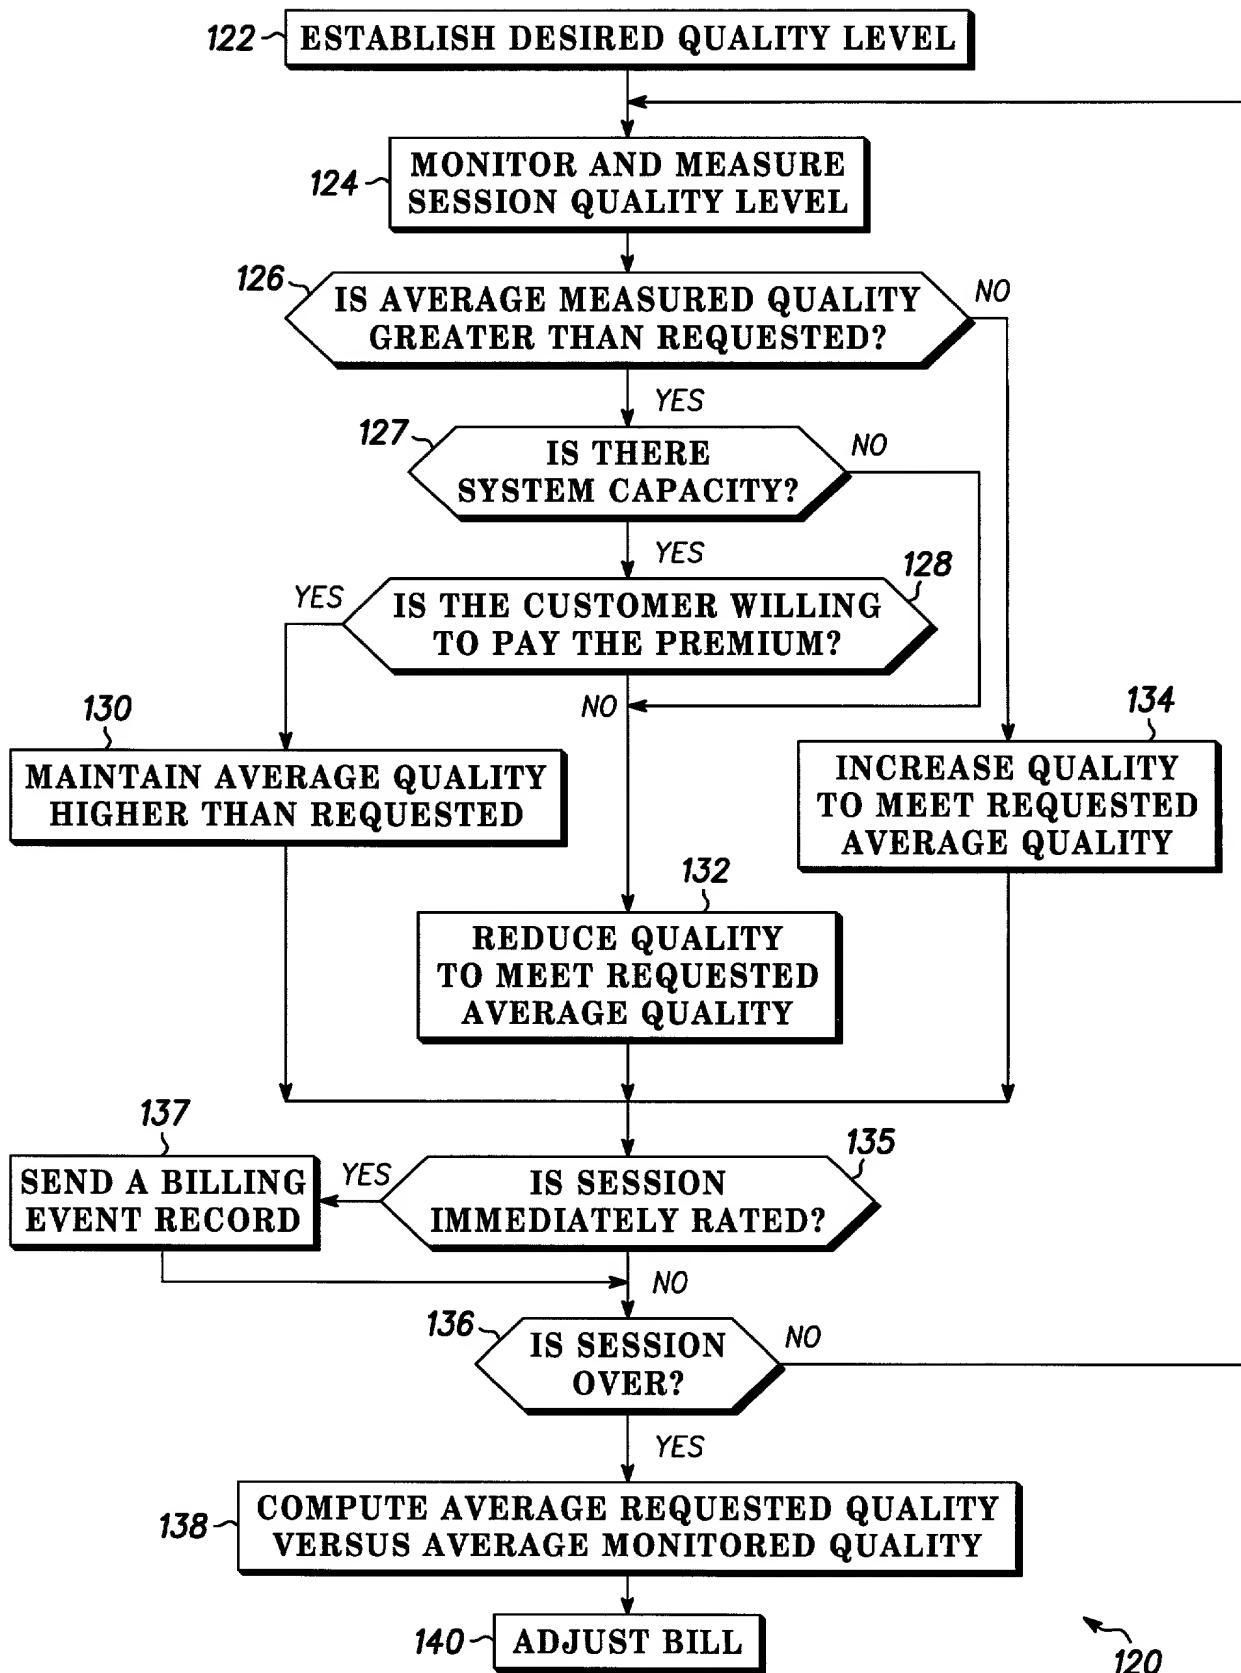 122
ESTABLISH DESIRED QUALITY LEVEL
124
MONITOR AND MEASURE
SESSION QUALITY LEVEL
126
IS AVERAGE MEASURED QUALITY
GREATER THAN REQUESTED?
NO
YES
127
IS THERE
SYSTEM CAPACITY?
NO
YES
128
IS THE CUSTOMER WILLING
TO PAY THE PREMIUM?
YES
NO
130
MAINTAIN AVERAGE QUALITY
HIGHER THAN REQUESTED
134
INCREASE QUALITY
TO MEET REQUESTED
AVERAGE QUALITY
132
REDUCE QUALITY
TO MEET REQUESTED
AVERAGE QUALITY
137
SEND A BILLING
EVENT RECORD
YES
135
IS SESSION
IMMEDIATELY RATED?
NO
136
IS SESSION
OVER?
NO
YES
138
COMPUTE AVERAGE REQUESTED QUALITY
VERSUS AVERAGE MONITORED QUALITY
140
ADJUST BILL
120